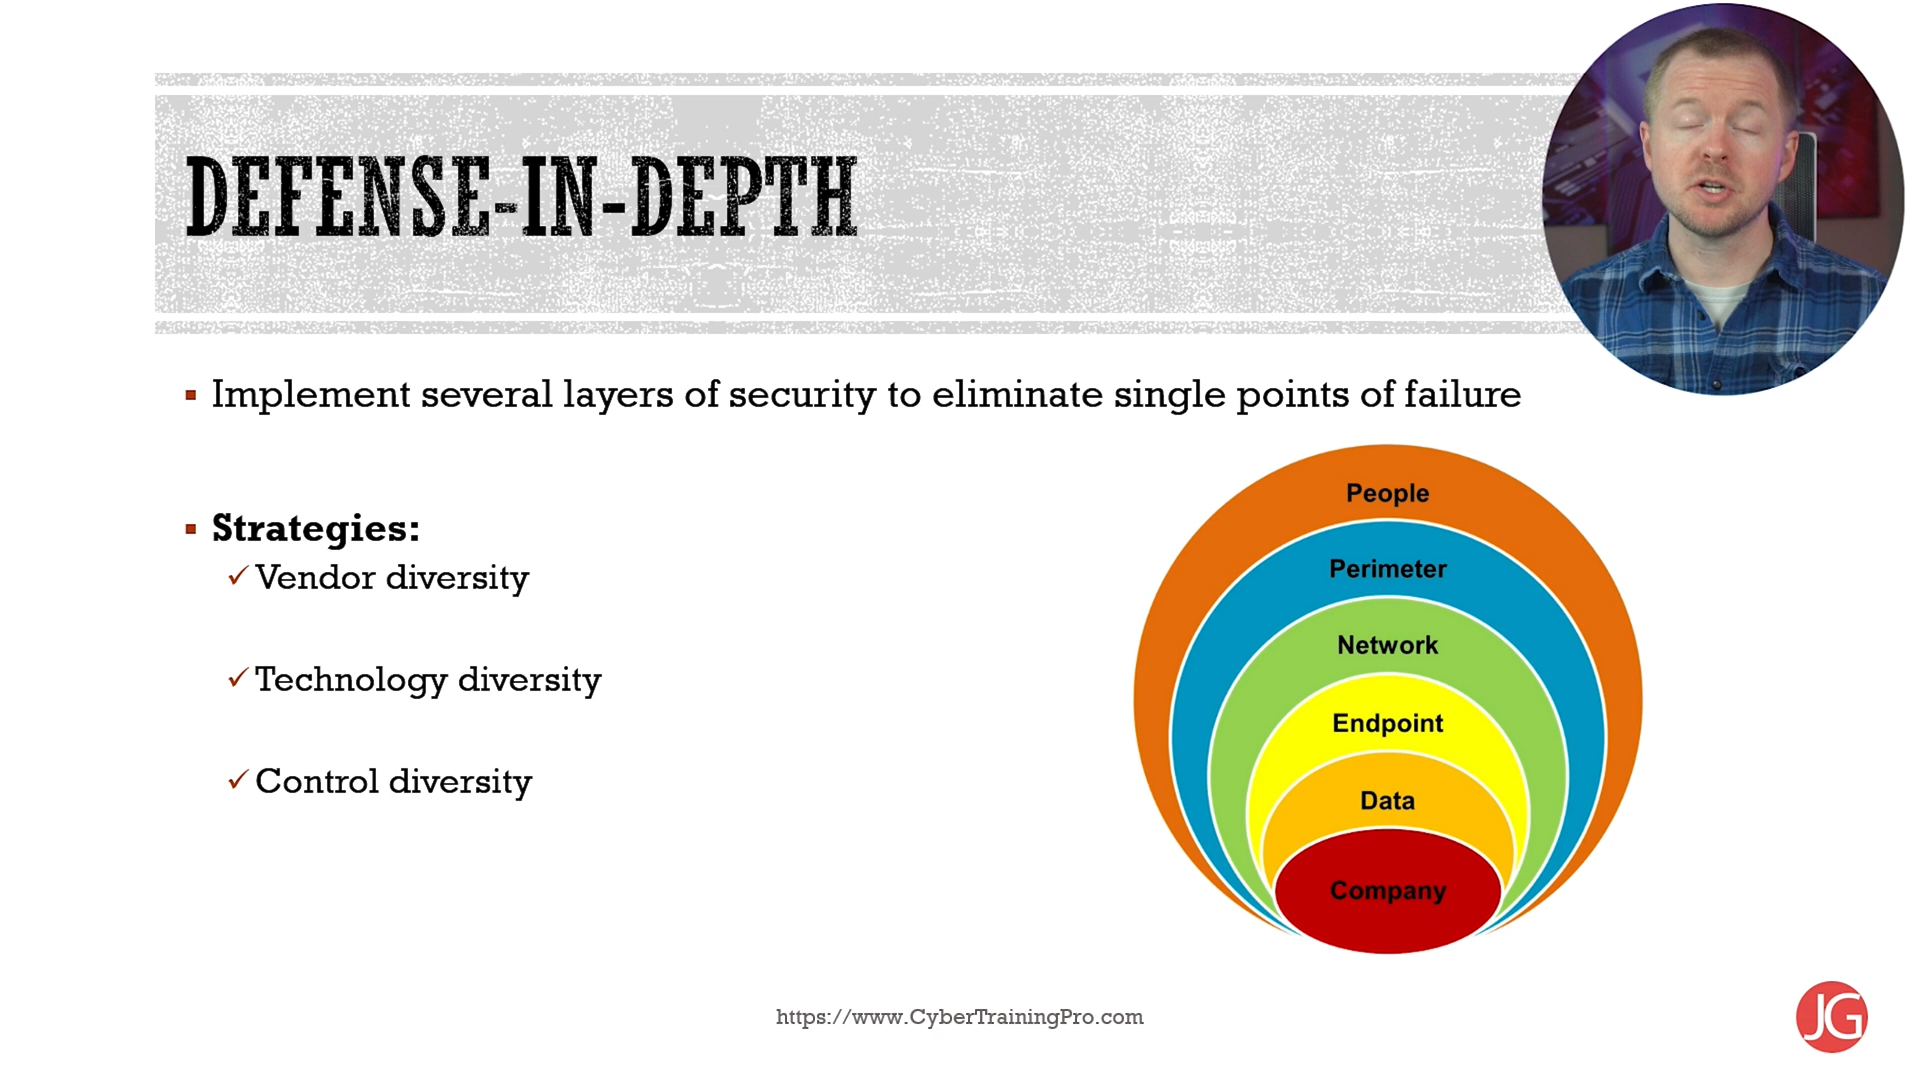 DEFENSE-IN-DEPTH
Implement several layers of security to eliminate single points of failure
Strategies:
Vendor diversity
Technology diversity
Control diversity
People
Perimeter
Network
Endpoint
Data
Company
https://www.CyberTrainingPro.com
JG